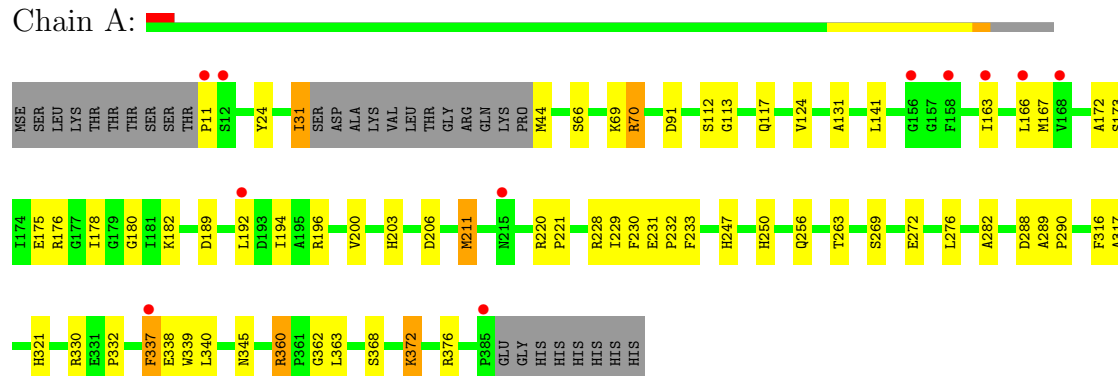 Chain A:
MSE SER LEU LYS THR THR THR SER SER THR P11 S12 Y24 I31 SER ASP ALA LYS VAL LEU THR GLY ARG GLN LYS PRO M44 S66 K69 R70 D91 S112 G113 Q117 V124 A131 L141 G156 G157 F158 I163 L166 M167 V168 A172 S173
I174 E175 R176 G177 I178 G179 G180 I181 K182 D189 L192 D193 I194 A195 R196 V200 H203 D206 M211 N215 R220 P221 R228 I229 F230 E231 P232 F233 H247 H250 Q256 T263 S269 E272 L276 A282 D288 A289 P290 F316 A317
H321 R330 E331 P332 F337 E338 W339 L340 N345 R360 P361 G362 L363 S368 K372 R376 P385 GLU GLY HIS HIS HIS HIS HIS HIS